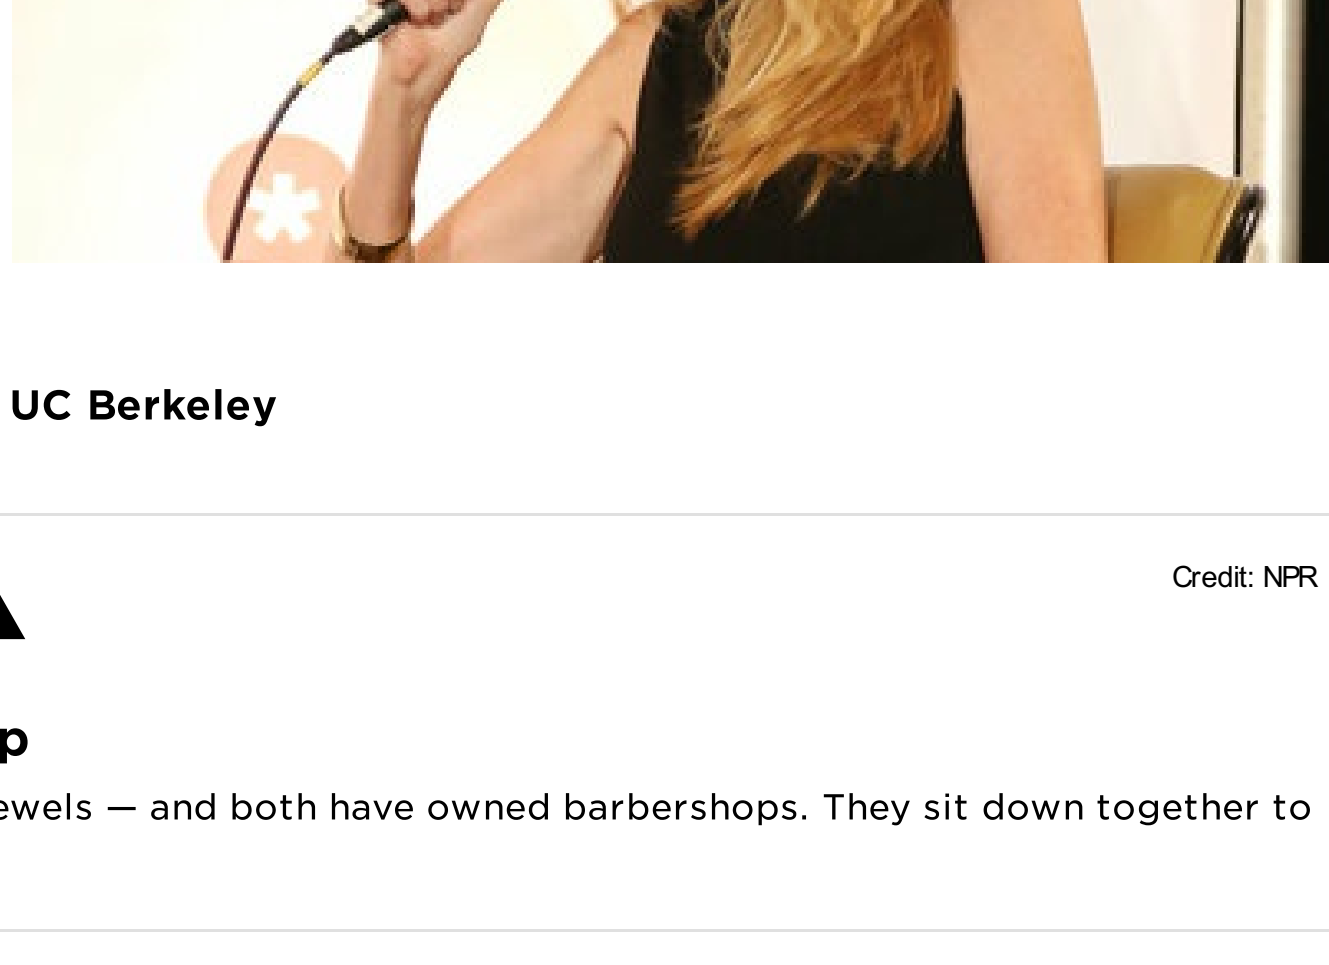 UC Berkeley
Credit: NPR
p
ewels — and both have owned barbershops. They sit down together to